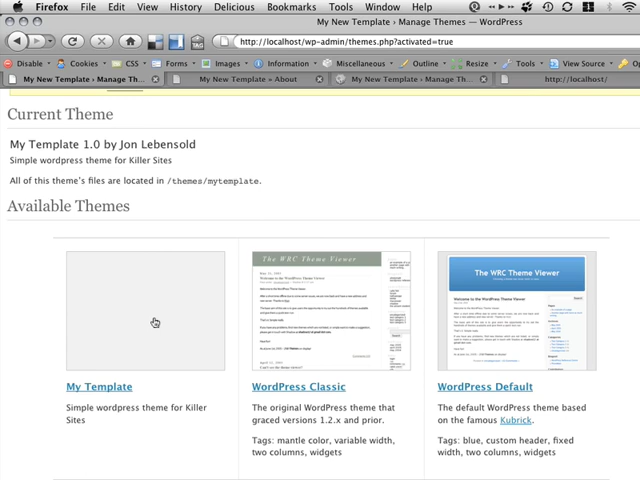 Firefox File Edit View History Delicious Bookmarks Tools Window Help
My New Template › Manage Themes — WordPress
http://localhost/wp-admin/themes.php?activated=true
Disable Cookies CSS Forms Images Information Miscellaneous Outline Resize Tools View Source Op
My New Template › Manage Th... My New Template » About My New Template › Manage Th... http://localhost/
Current Theme
My Template 1.0 by Jon Lebensold
Simple wordpress theme for Killer Sites
All of this theme’s files are located in /themes/mytemplate.
Available Themes
The WRC Theme Viewer
The WRC Theme Viewer
My Template
Simple wordpress theme for Killer
Sites
WordPress Classic
The original WordPress theme that
graced versions 1.2.x and prior.
Tags: mantle color, variable width,
two columns, widgets
WordPress Default
The default WordPress theme based
on the famous Kubrick.
Tags: blue, custom header, fixed
width, two columns, widgets